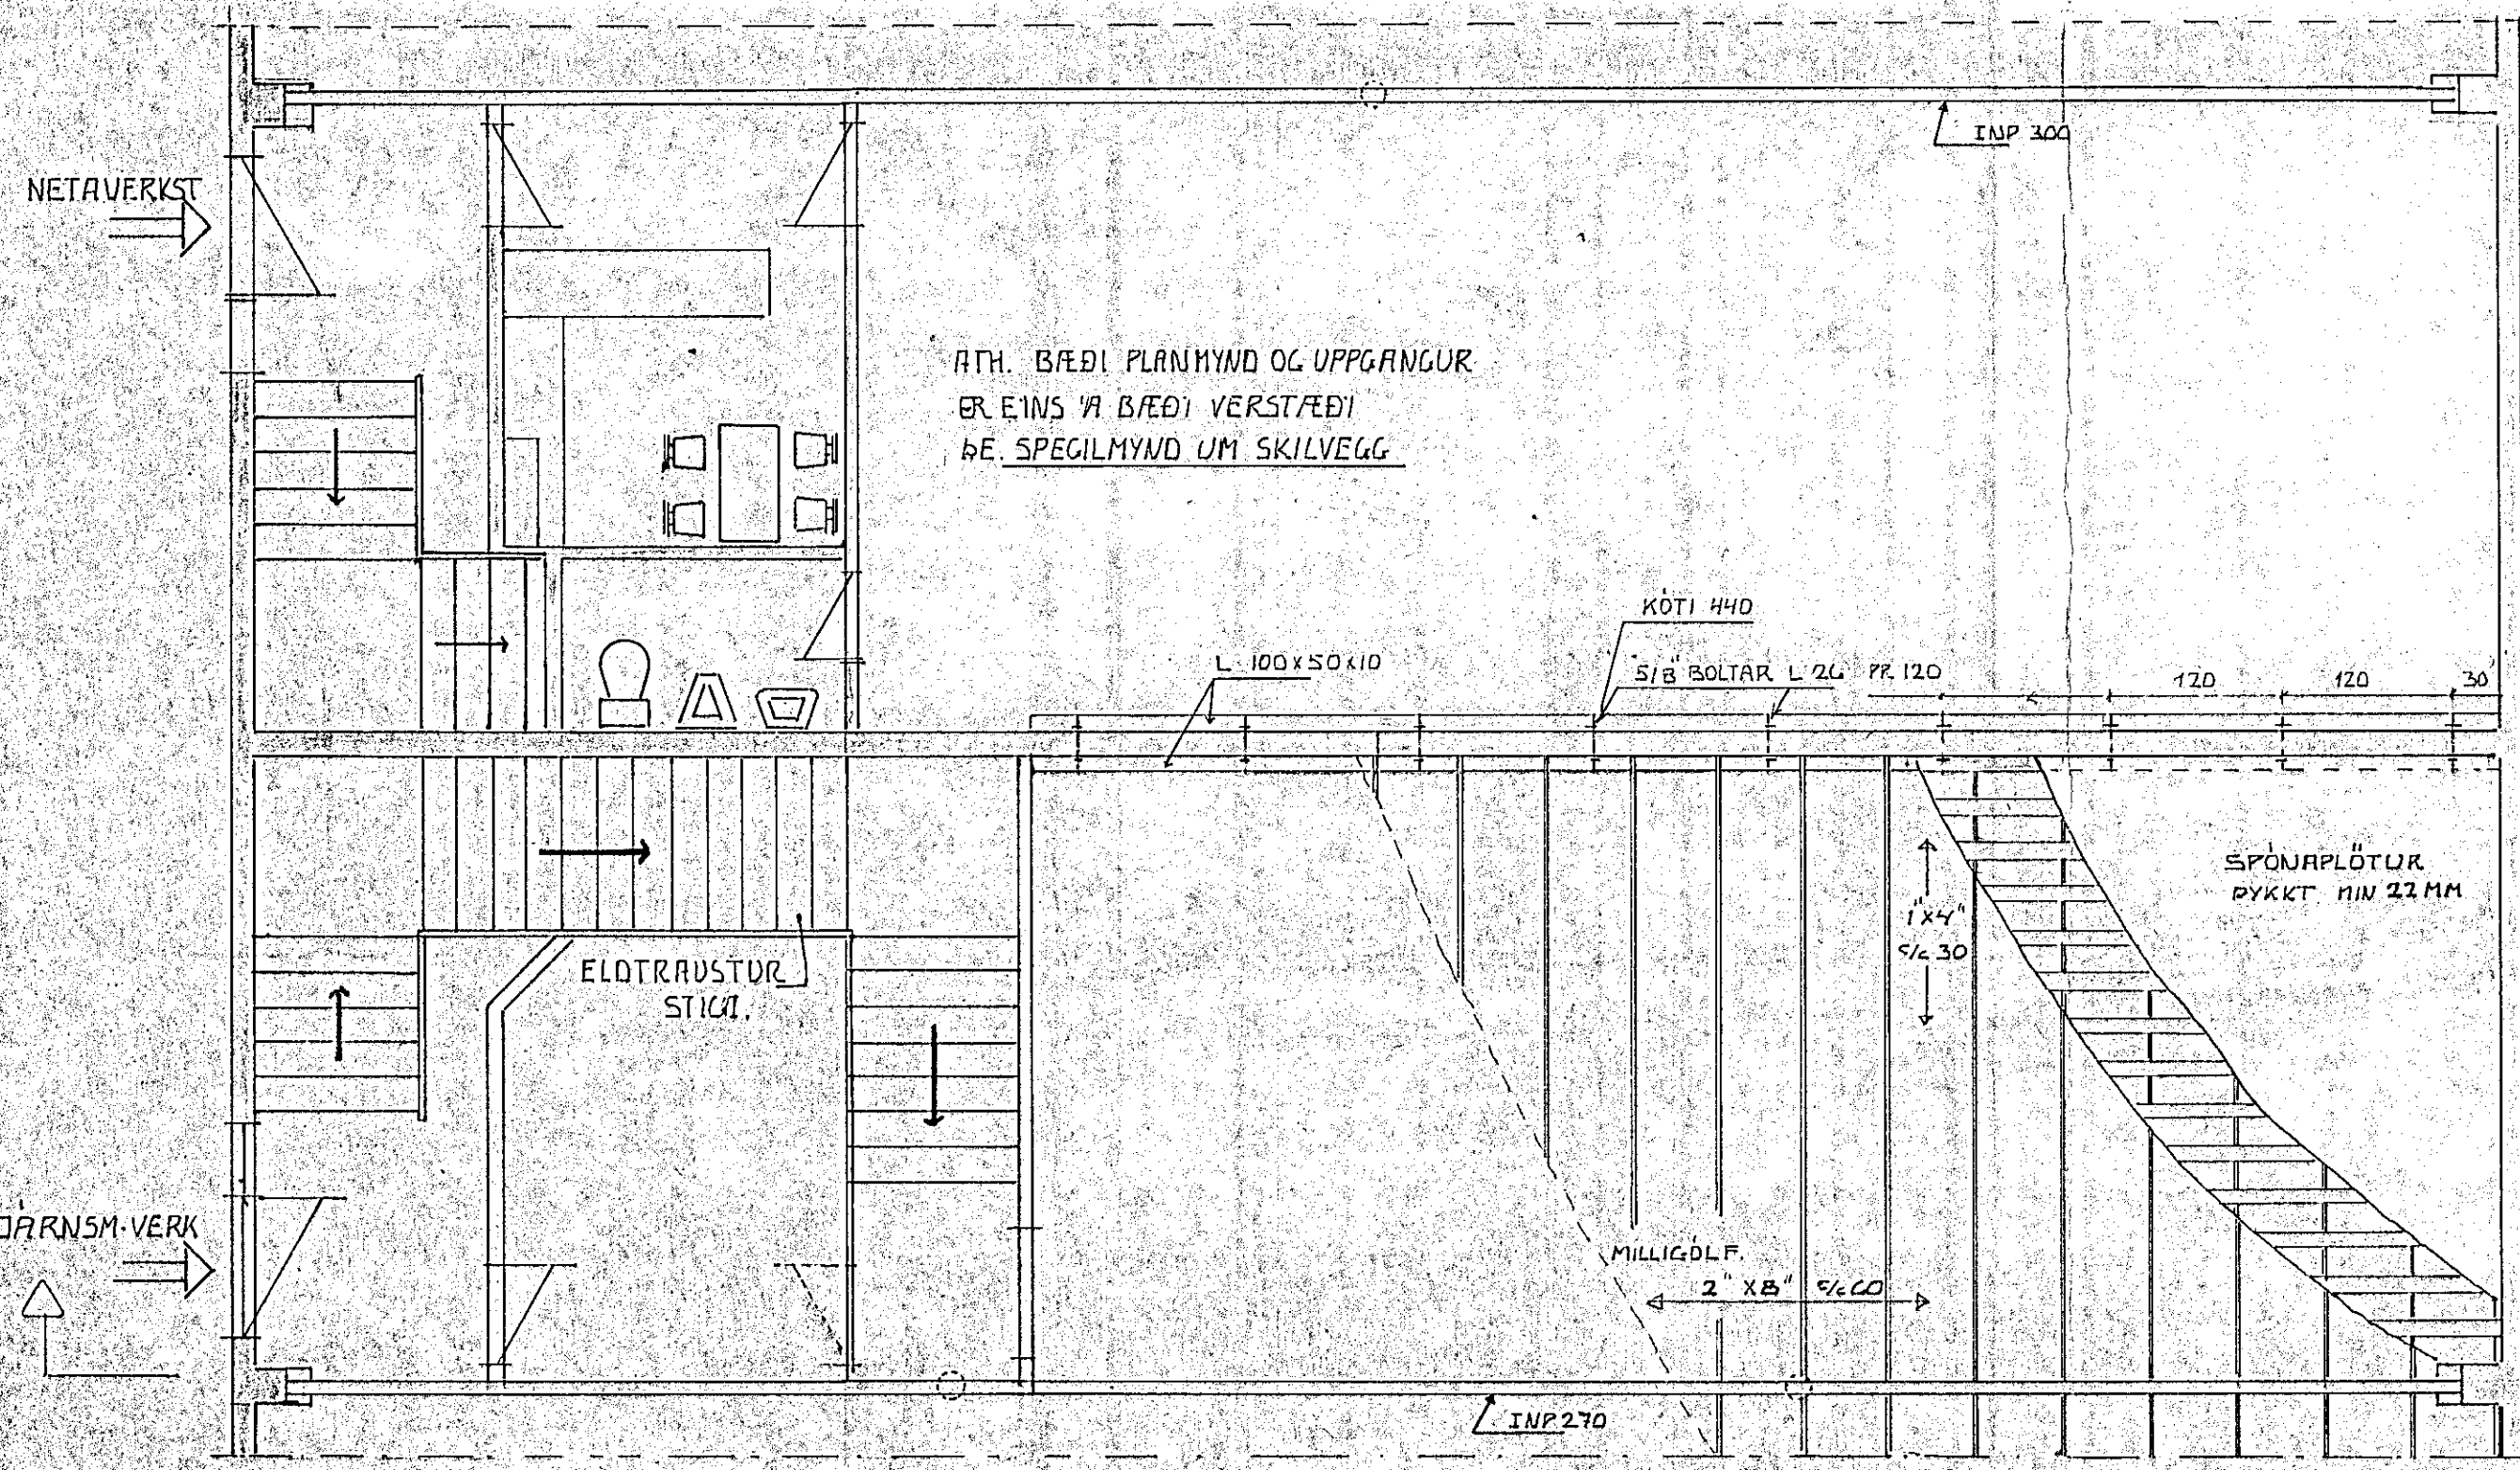 INP 300
NETAVERKST
ATH. BÆÐI PLANMYND OG UPPGANGUR
ER EINS Á BÆÐI VERSTÆÐI
ÞE. SPEGILMYND UM SKILVEGG
KÓTI 440
L 100x50x10
5/8" BOLTAR L 26 PR 120
120
120
30
SPÓNAPLÖTUR
ÞYKKT MIN 22 MM
1"x4"
c/c 30
ELDTRAUSTUR
STIGI.
JÁRNSM.VERK
MILLIGÓLF.
2" X8" c/c 60
INP 270